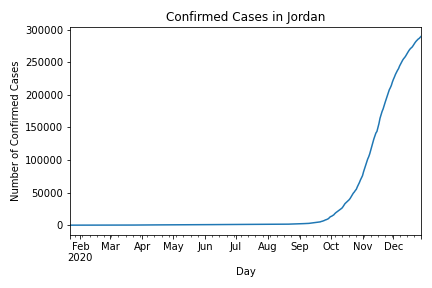 Confirmed Cases in Jordan
300000
250000
200000
150000
100000
50000
0
Number of Confirmed Cases
Feb Mar Apr May Jun Jul Aug Sep Oct Nov Dec
2020
Day